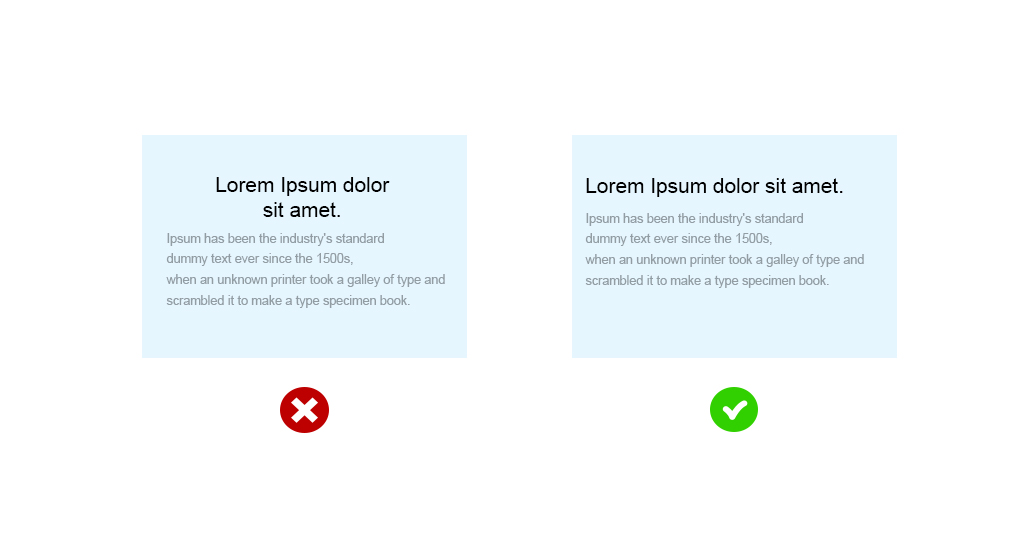 Lorem Ipsum dolor
sit amet.
Ipsum has been the industry's standard
dummy text ever since the 1500s,
when an unknown printer took a galley of type and
scrambled it to make a type specimen book.
Lorem Ipsum dolor sit amet.
Ipsum has been the industry's standard
dummy text ever since the 1500s,
when an unknown printer took a galley of type and
scrambled it to make a type specimen book.